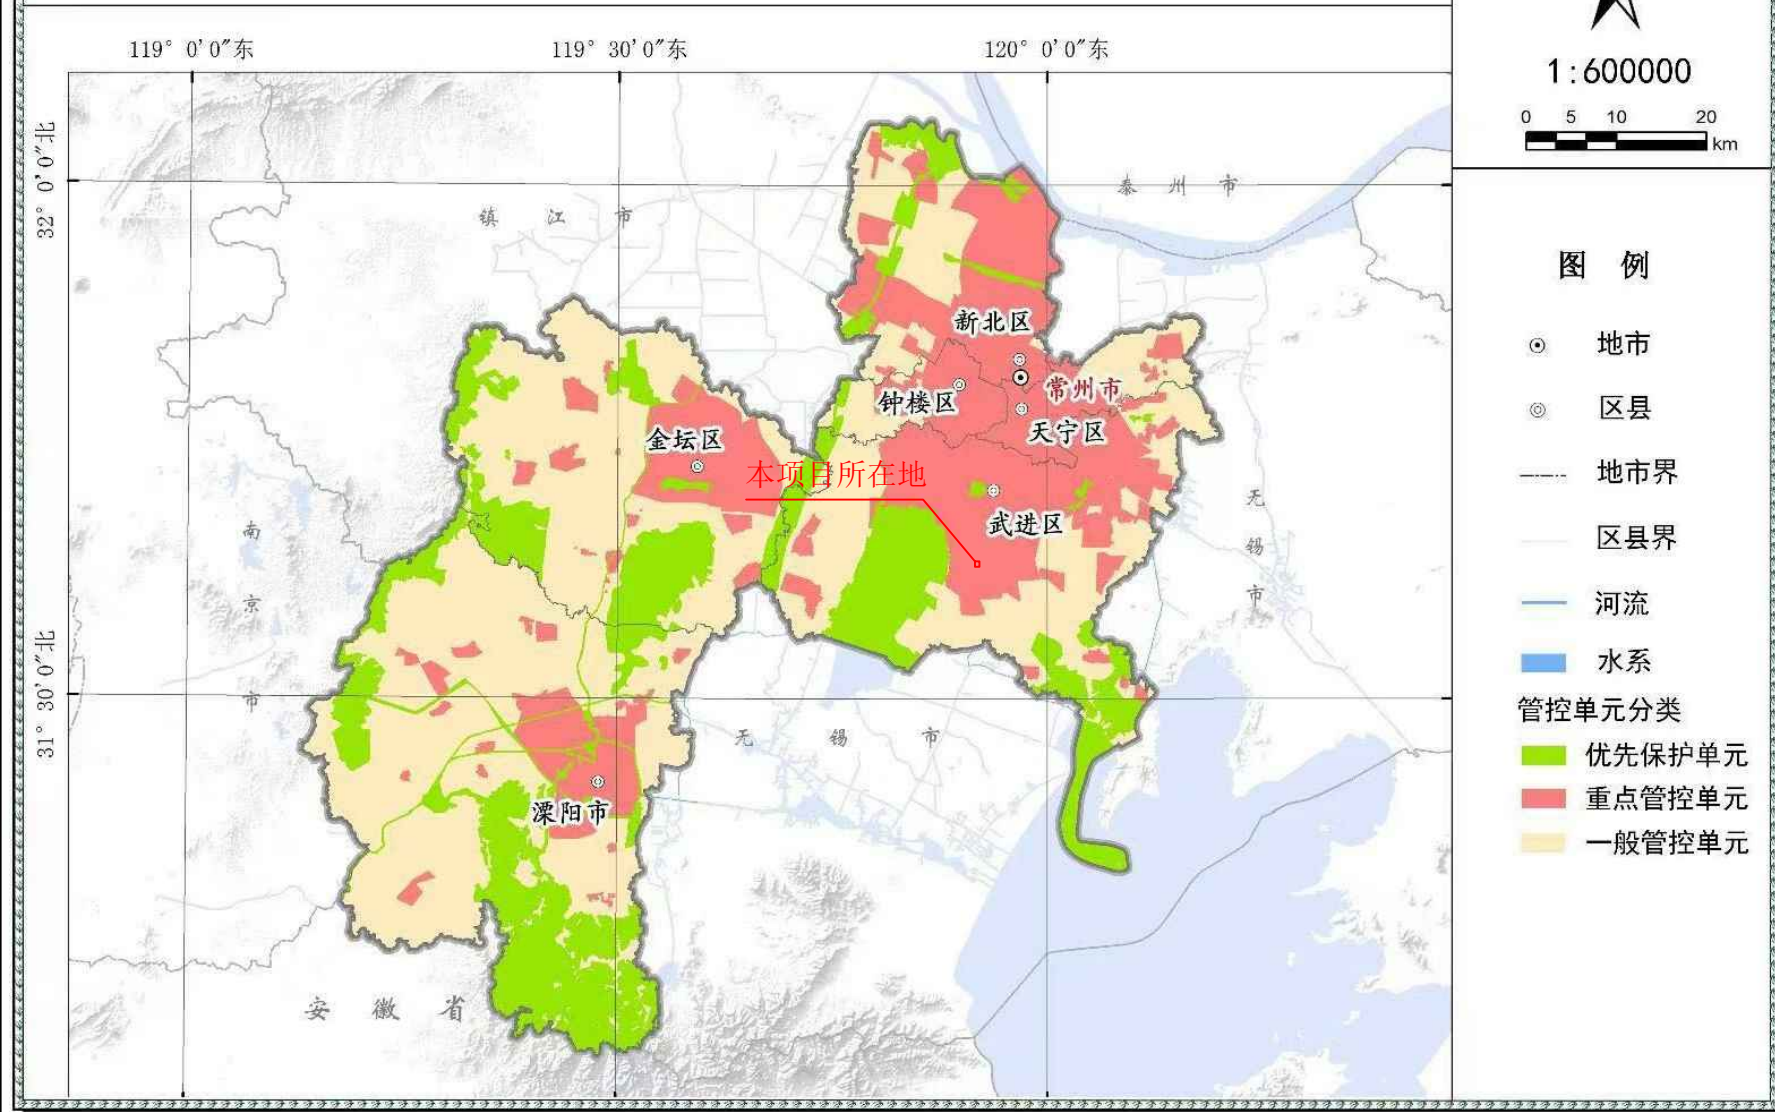 119° 0'0"东
119° 30'0"东
120° 0'0"东
1:600000
0 5 10 20
km
32° 0'0"北
31° 30'0"北
泰州市
镇江市
新北区
常州市
钟楼区
天宁区
金坛区
本项目所在地
武进区
无锡市
南京市
无锡市
溧阳市
安徽省
图例
地市
区县
地市界
区县界
河流
水系
管控单元分类
优先保护单元
重点管控单元
一般管控单元